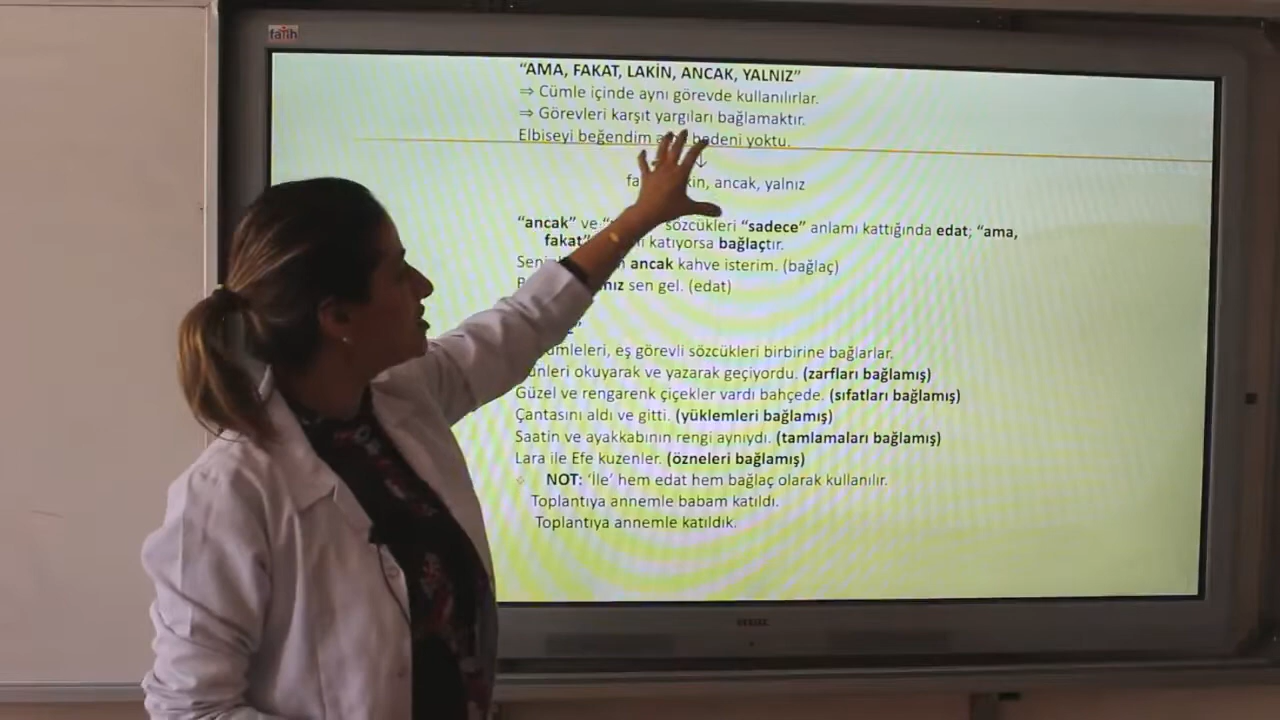 fatih
"AMA, FAKAT, LAKİN, ANCAK, YALNIZ"
⇒ Cümle içinde aynı görevde kullanılırlar.
⇒ Görevleri karşıt yargıları bağlamaktır.
Elbiseyi beğendim bedeni yoktu.
↓
ancak, yalnız
"ancak" ve sözcükleri "sadece" anlamı kattığında edat; "ama,
fakat" katıyorsa bağlaçtır.
ancak kahve isterim. (bağlaç)
sen gel. (edat)
eş görevli sözcükleri birbirine bağlarlar.
okuyarak ve yazarak geçiyordu. (zarfları bağlamış)
Güzel ve rengarenk çiçekler vardı bahçede. (sıfatları bağlamış)
Çantasını aldı ve gitti. (yüklemleri bağlamış)
Saatin ve ayakkabının rengi aynıydı. (tamlamaları bağlamış)
Lara ile Efe kuzenler. (özneleri bağlamış)
NOT: 'İle' hem edat hem bağlaç olarak kullanılır.
Toplantıya annemle babam katıldı.
Toplantıya annemle katıldık.